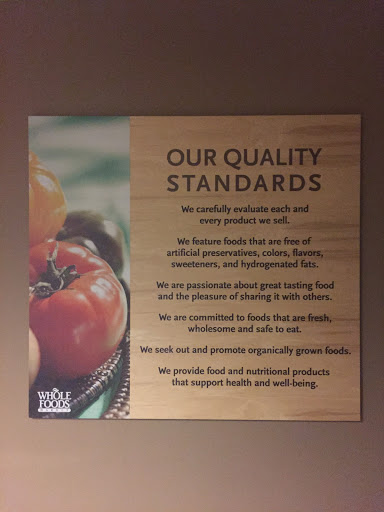 OUR QUALITY
STANDARDS
We carefully evaluate each and
every product we sell.
We feature foods that are free of
artificial preservatives, colors, flavors,
sweeteners, and hydrogenated fats.
We are passionate about great tasting food
and the pleasure of sharing it with others.
We are committed to foods that are fresh,
wholesome and safe to eat.
We seek out and promote organically grown foods.
We provide food and nutritional products
that support health and well-being.
WHOLE
FOODS
MARKET